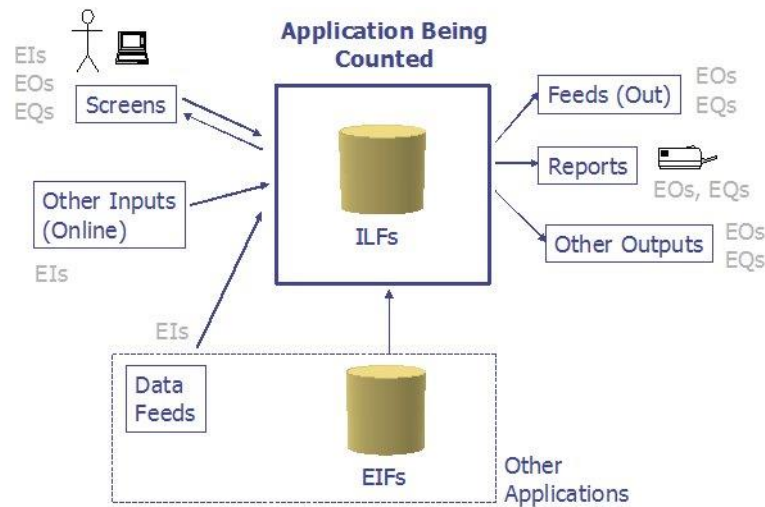 Application Being
Counted
EIs
EOs
EQs
Screens
Other Inputs
(Online)
EIs
ILFs
Feeds (Out)
EOs
EQs
Reports
EOs, EQs
Other Outputs
EOs
EQs
EIs
Data
Feeds
EIFs
Other
Applications